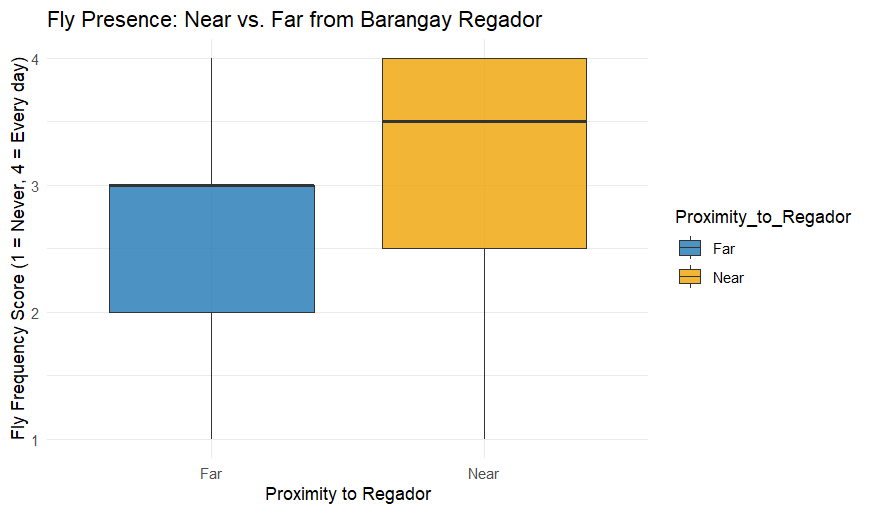 Fly Presence: Near vs. Far from Barangay Regador
Fly Frequency Score (1 = Never, 4 = Every day)
4
3
2
1
Far
Near
Proximity to Regador
Proximity_to_Regador
Far
Near